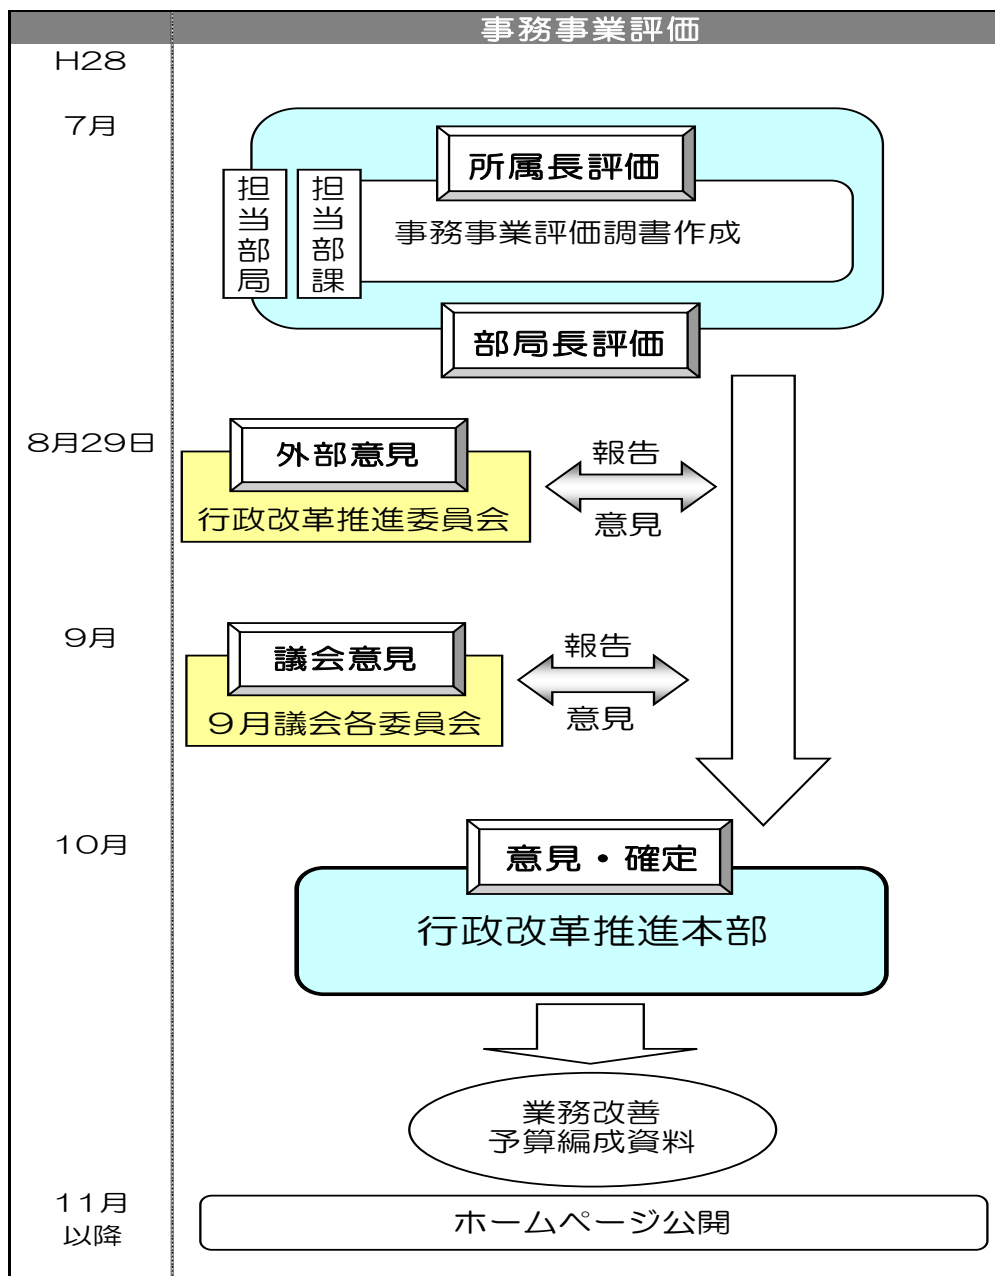 事務事業評価
H28
7月
所属長評価
担当部局
担当部課
事務事業評価調書作成
部局長評価
8月29日
外部意見
行政改革推進委員会
報告
意見
9月
議会意見
9月議会各委員会
報告
意見
10月
意見・確定
行政改革推進本部
業務改善
予算編成資料
11月
以降
ホームページ公開